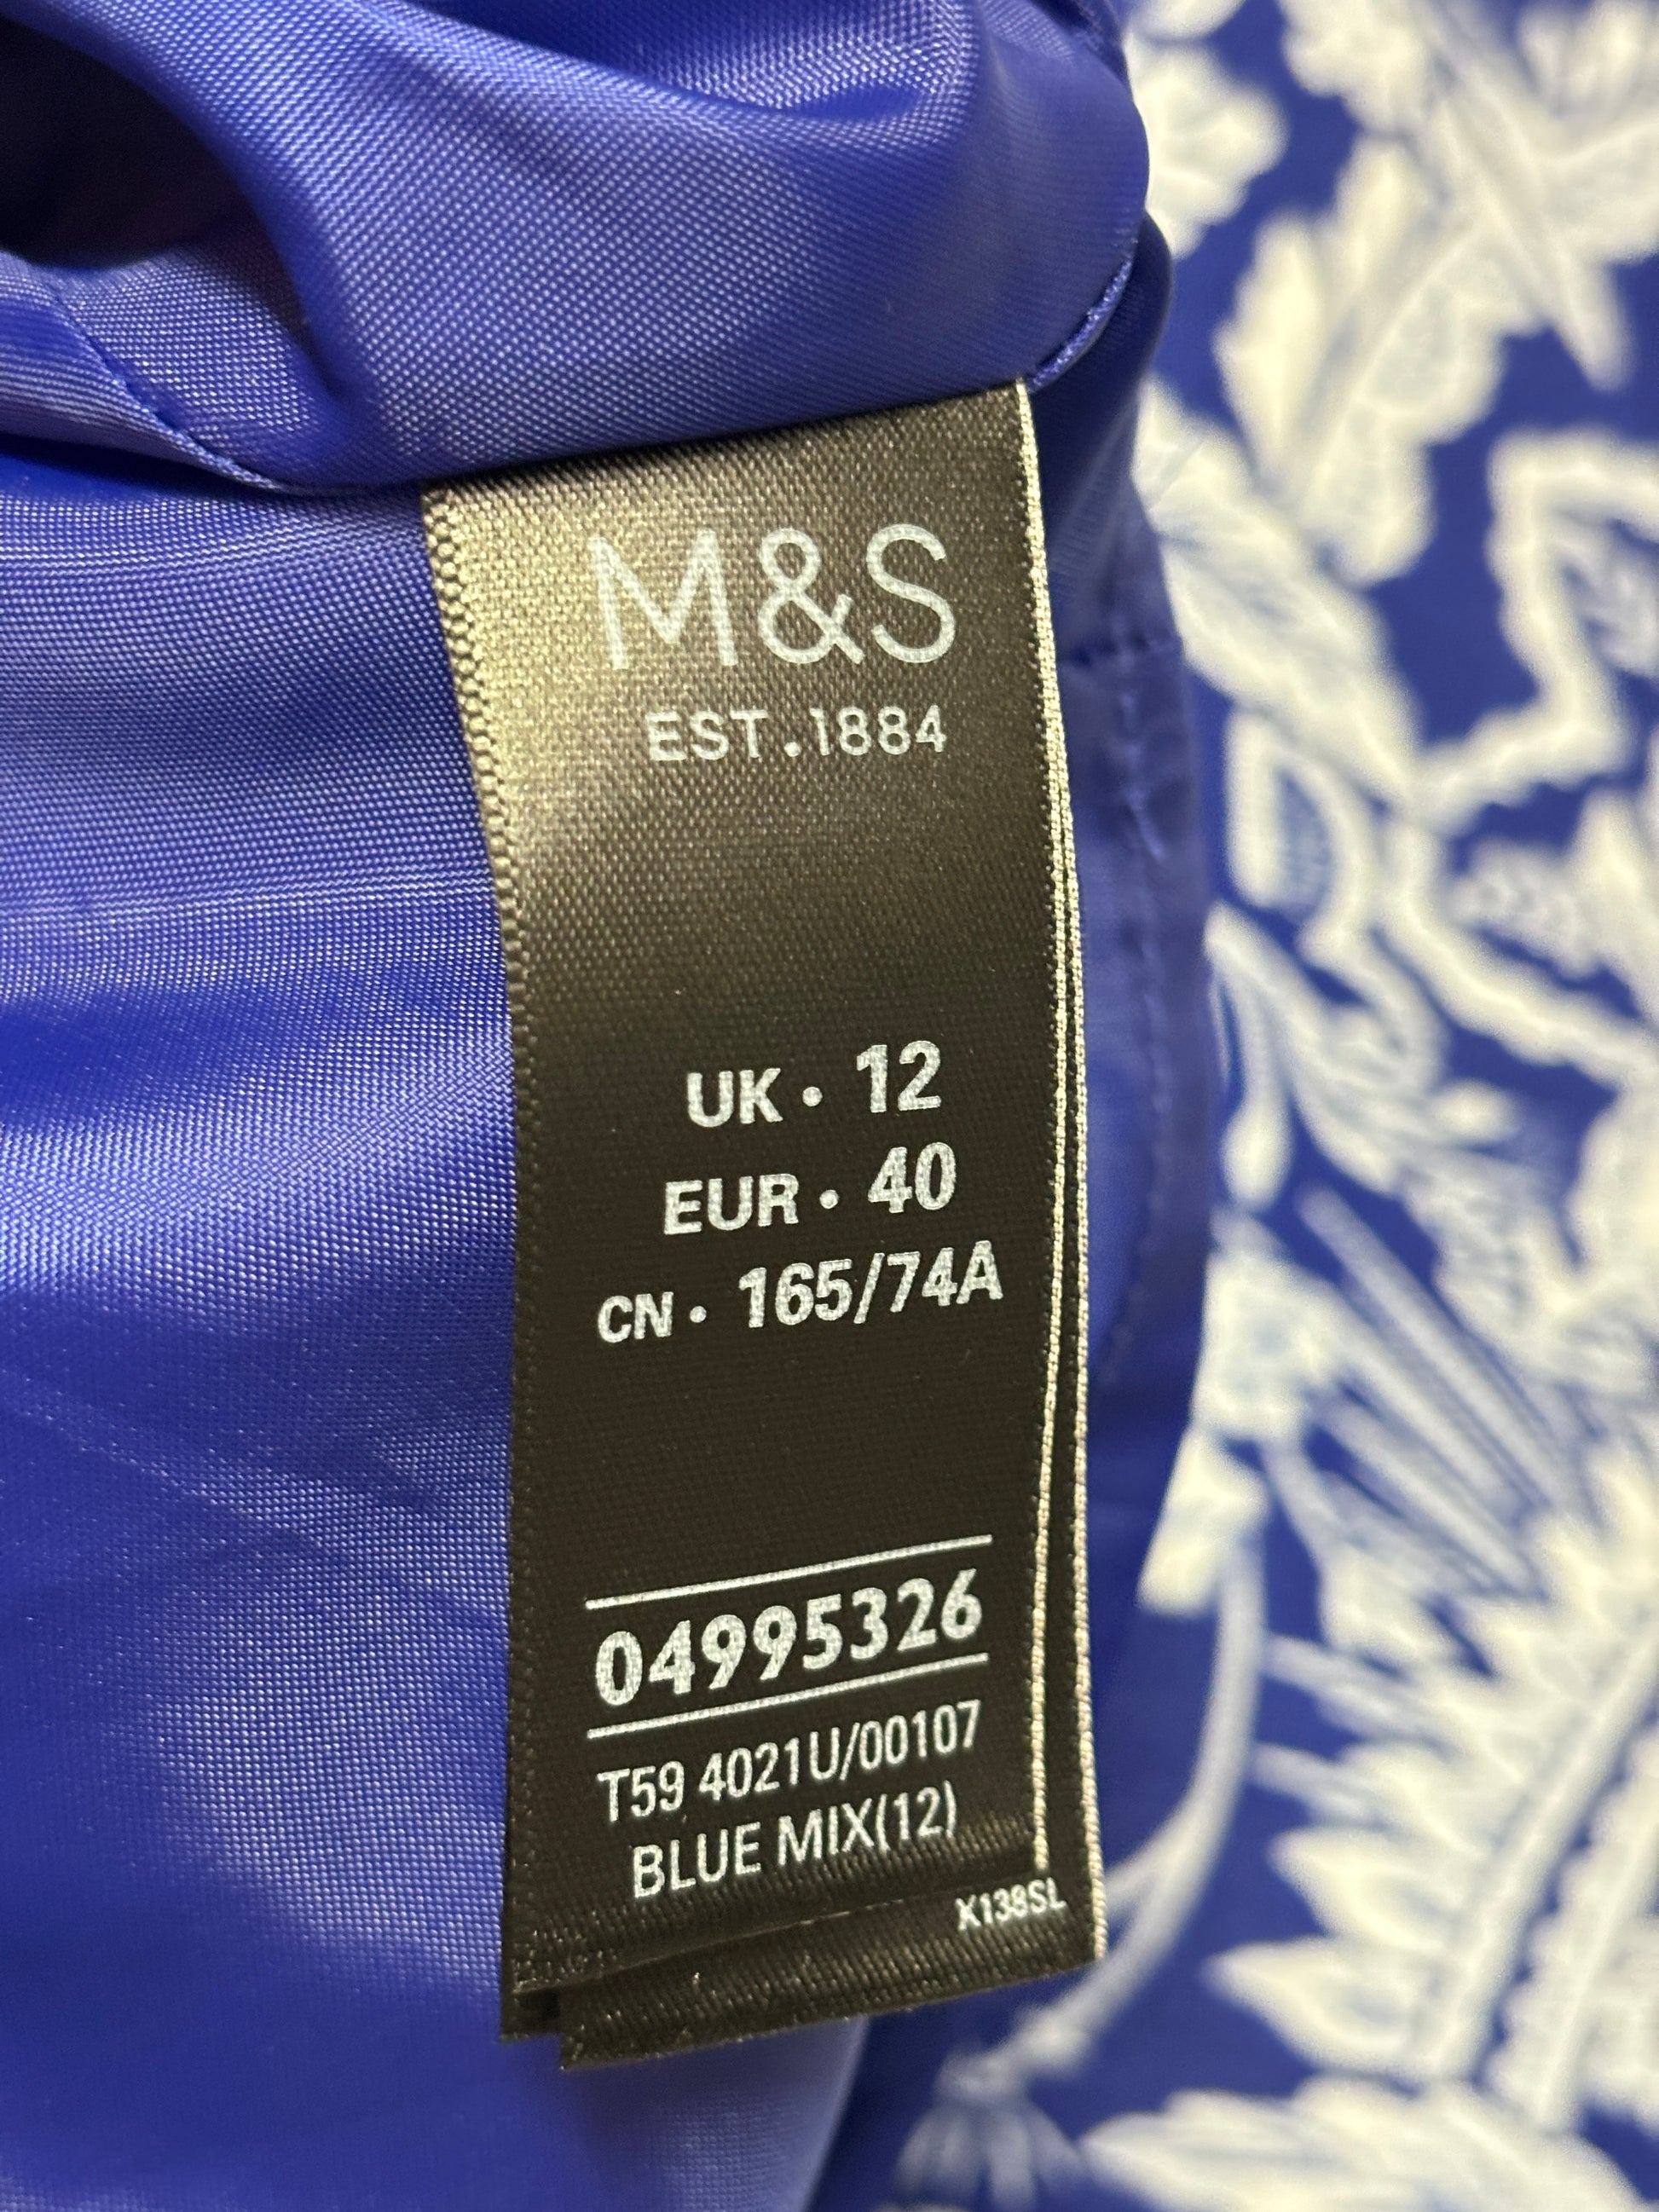 M&S
EST.1884
UK • 12
EUR • 40
CN • 165/74A
04995326
T59 4021U/00107
BLUE MIX(12)
X138SL